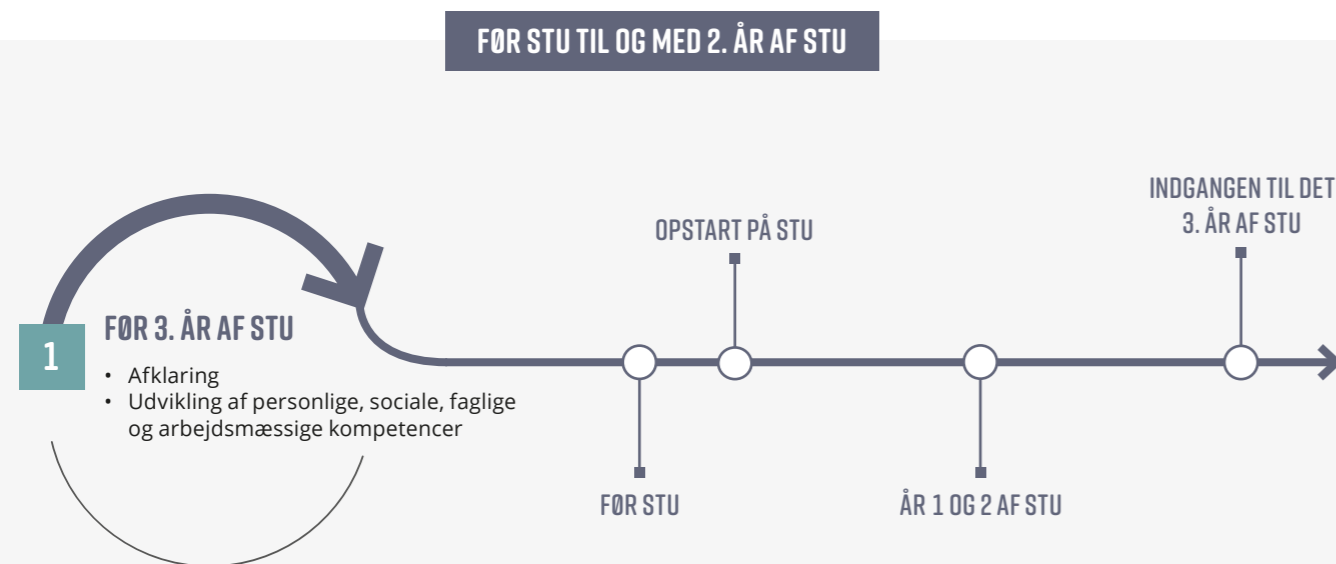 FØR STU TIL OG MED 2. ÅR AF STU
INDGANGEN TIL DET
3. ÅR AF STU
OPSTART PÅ STU
1
FØR 3. ÅR AF STU
• Afklaring
• Udvikling af personlige, sociale, faglige
og arbejdsmæssige kompetencer
FØR STU
ÅR 1 OG 2 AF STU